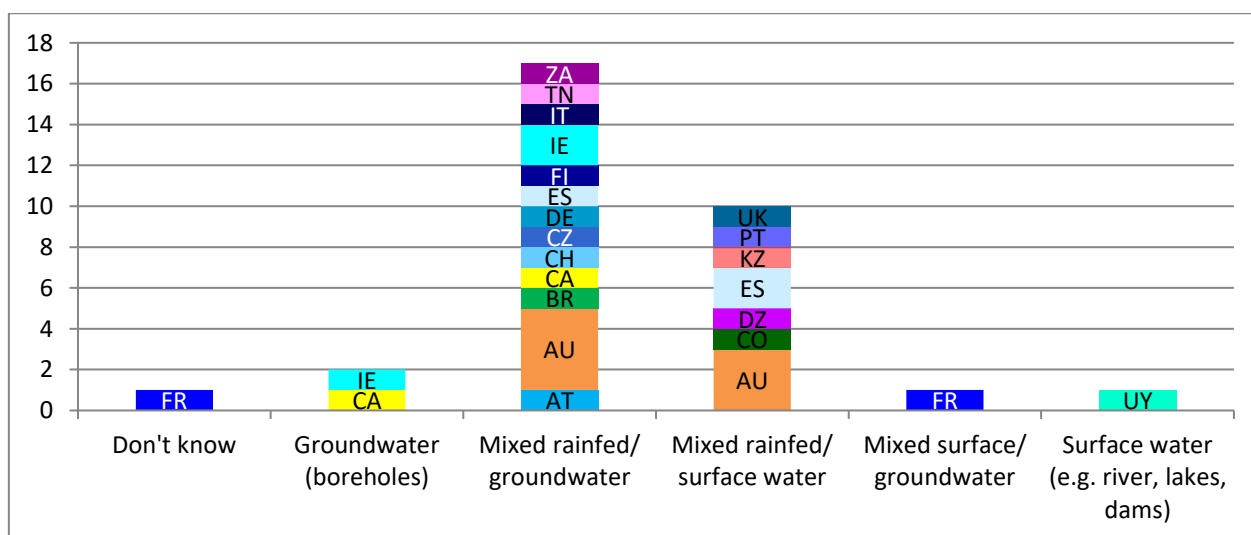 18
16
14
12
10
8
6
4
2
0
FR
IE
CA
ZA
TN
IT
IE
FI
ES
DE
CZ
CH
CA
BR
AU
AT
UK
PT
KZ
ES
DZ
CO
AU
FR
UY
Don't know
Groundwater
(boreholes)
Mixed rainfed/
groundwater
Mixed rainfed/
surface water
Mixed surface/
groundwater
Surface water
(e.g. river, lakes,
dams)